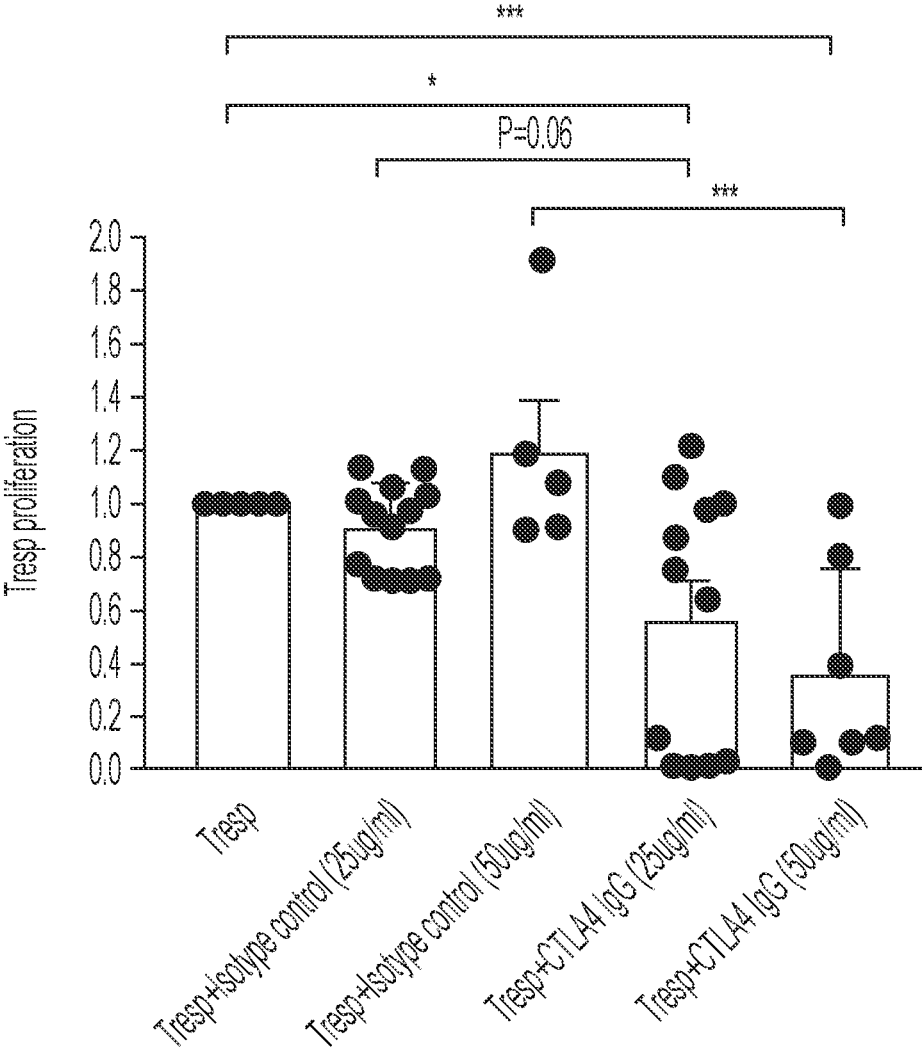 ***
*
P=0.06
***
2.0
1.8
1.6
1.4
1.2
1.0
0.8
0.6
0.4
0.2
0.0
Tresp proliferation
Tresp
Tresp+Isotype control (25ug/ml)
Tresp+Isotype control (50ug/ml)
Tresp+CTLA4 IgG (25ug/ml)
Tresp+CTLA4 IgG (50ug/ml)